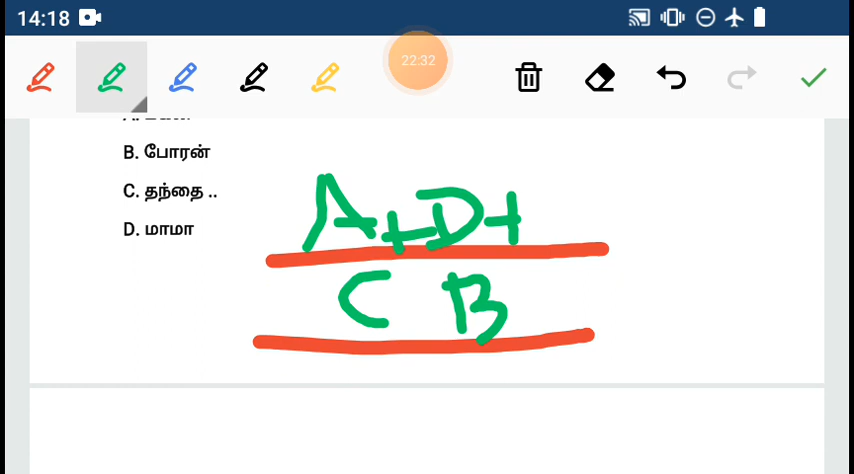 14:18
22:32
B. போரன்
C. தந்தை ..
D. மாமா
A+ +D+
C B